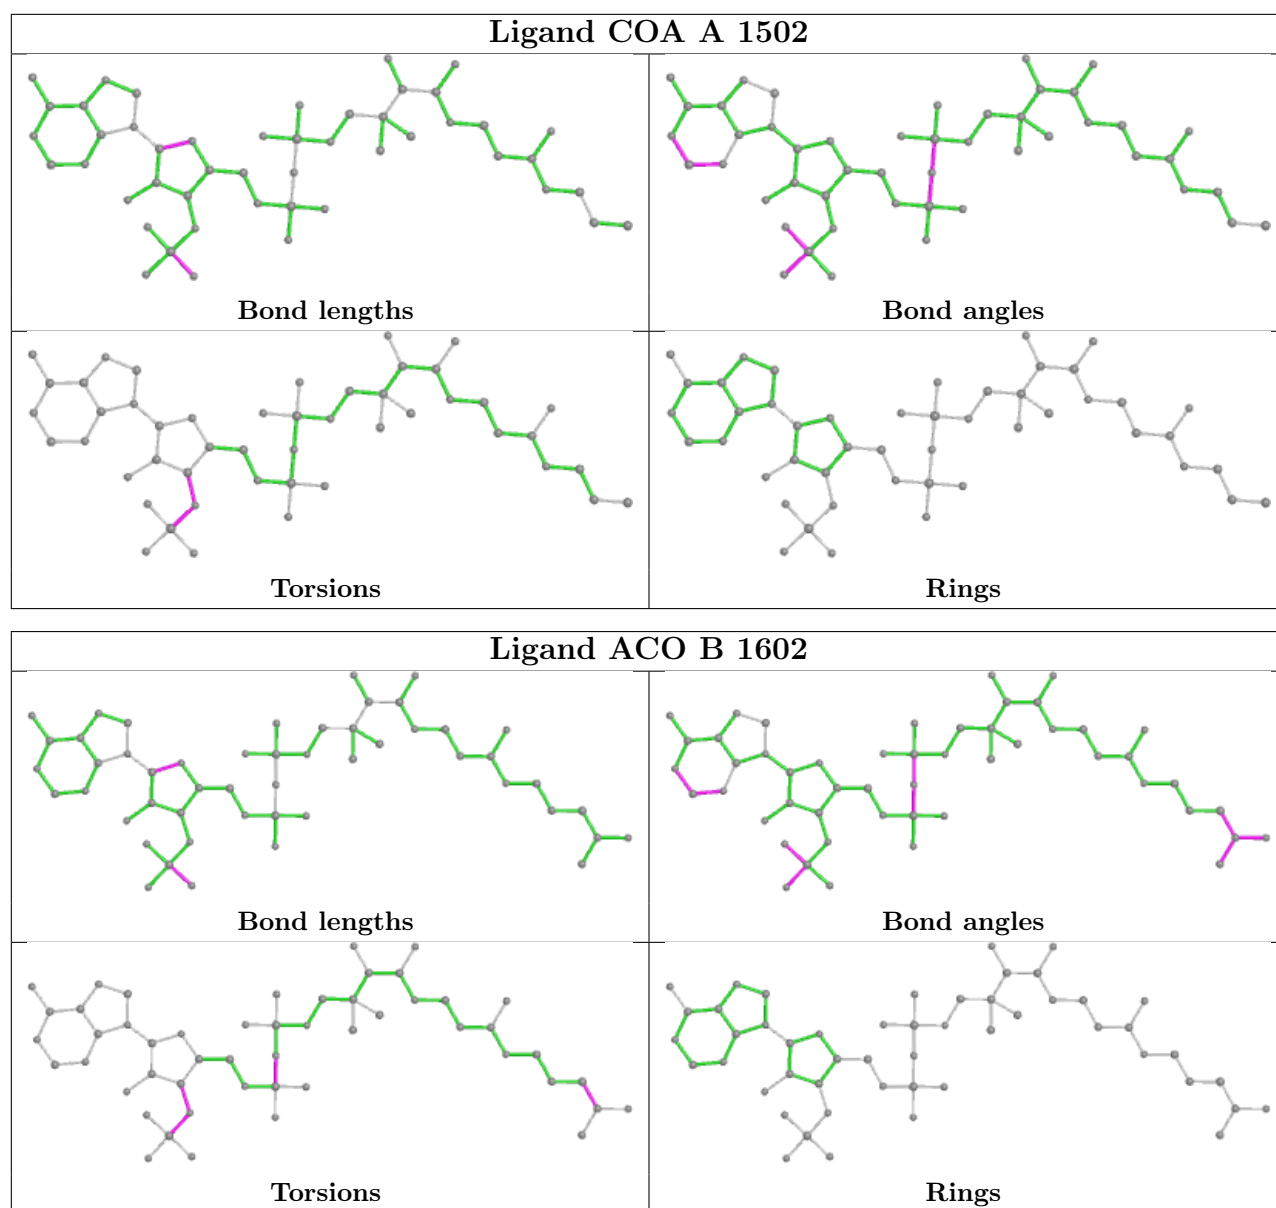 Ligand COA A 1502
Bond lengths
Bond angles
Torsions
Rings
Ligand ACO B 1602
Bond lengths
Bond angles
Torsions
Rings